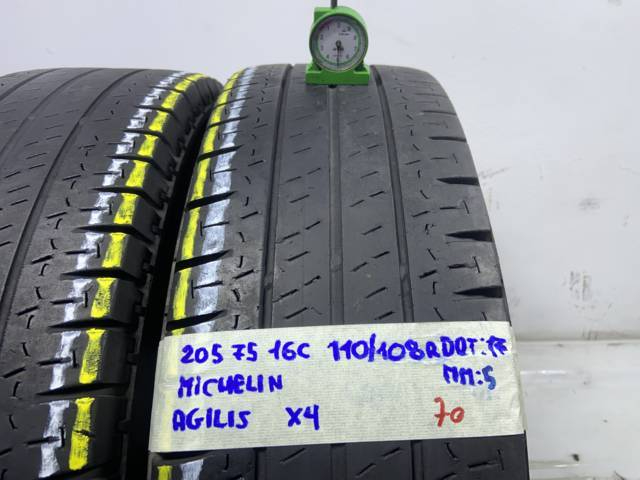 205 75 16C 110/108R DOT:17
MICHELIN MM:5
AGILIS X4 70